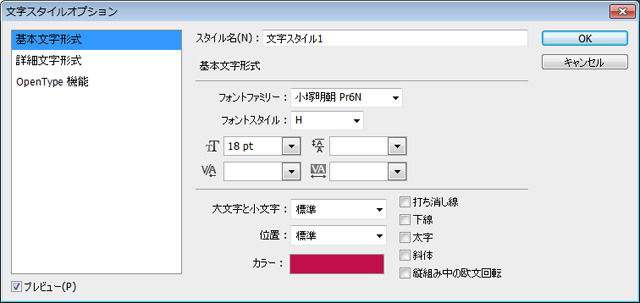 文字スタイルオプション
基本文字形式
詳細文字形式
OpenType 機能
プレビュー(P)
スタイル名(N)： 文字スタイル1
基本文字形式
フォントファミリー： 小塚明朝 Pr6N
フォントスタイル： H
18 pt
大文字と小文字： 標準
位置： 標準
カラー：
打ち消し線
下線
太字
斜体
縦組み中の欧文回転
OK
キャンセル